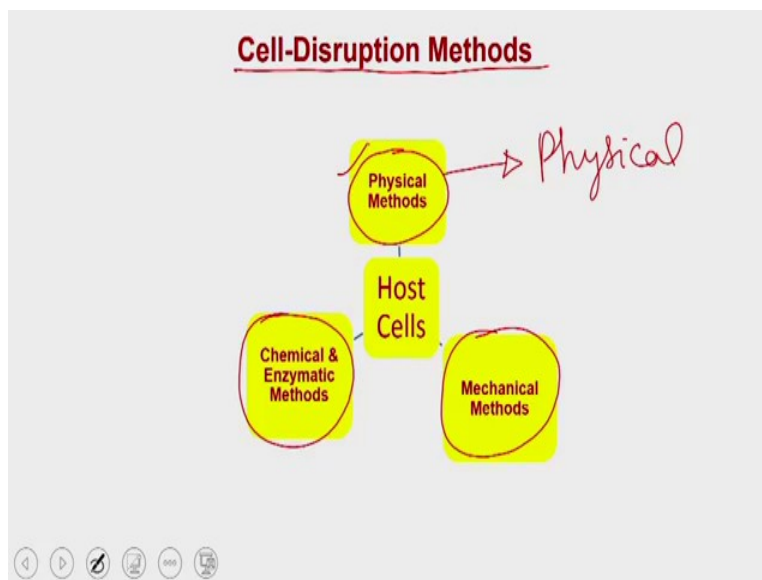 Cell-Disruption Methods
Physical
Methods
Physical
Host
Cells
Chemical &
Enzymatic
Methods
Mechanical
Methods